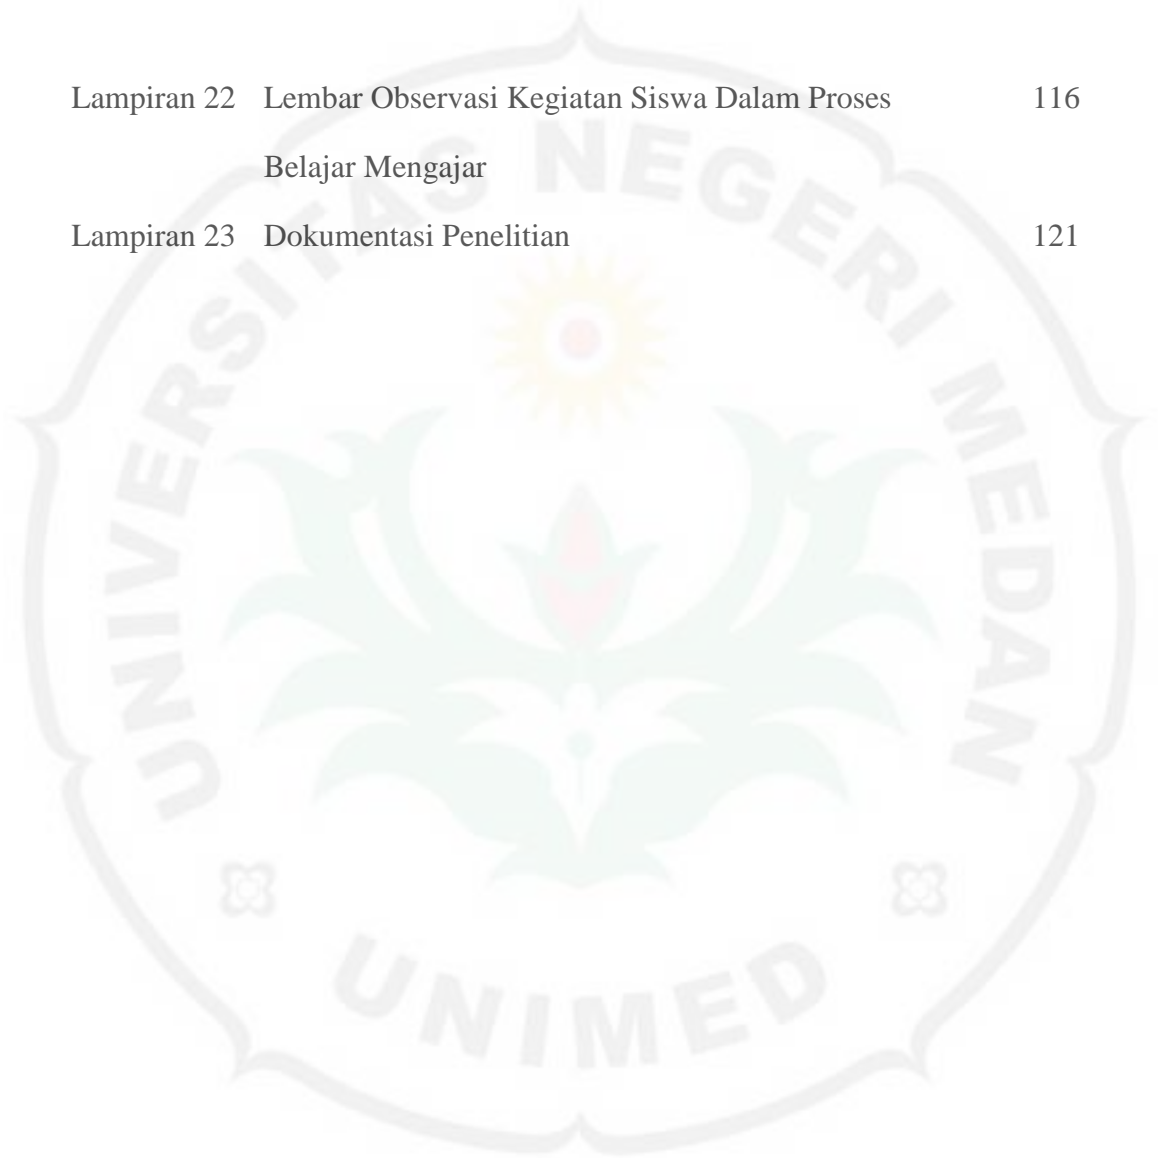 Lampiran 22 Lembar Observasi Kegiatan Siswa Dalam Proses 116
Belajar Mengajar
Lampiran 23 Dokumentasi Penelitian 121
UNIVERSITAS NEGERI MEDAN
UNIMED